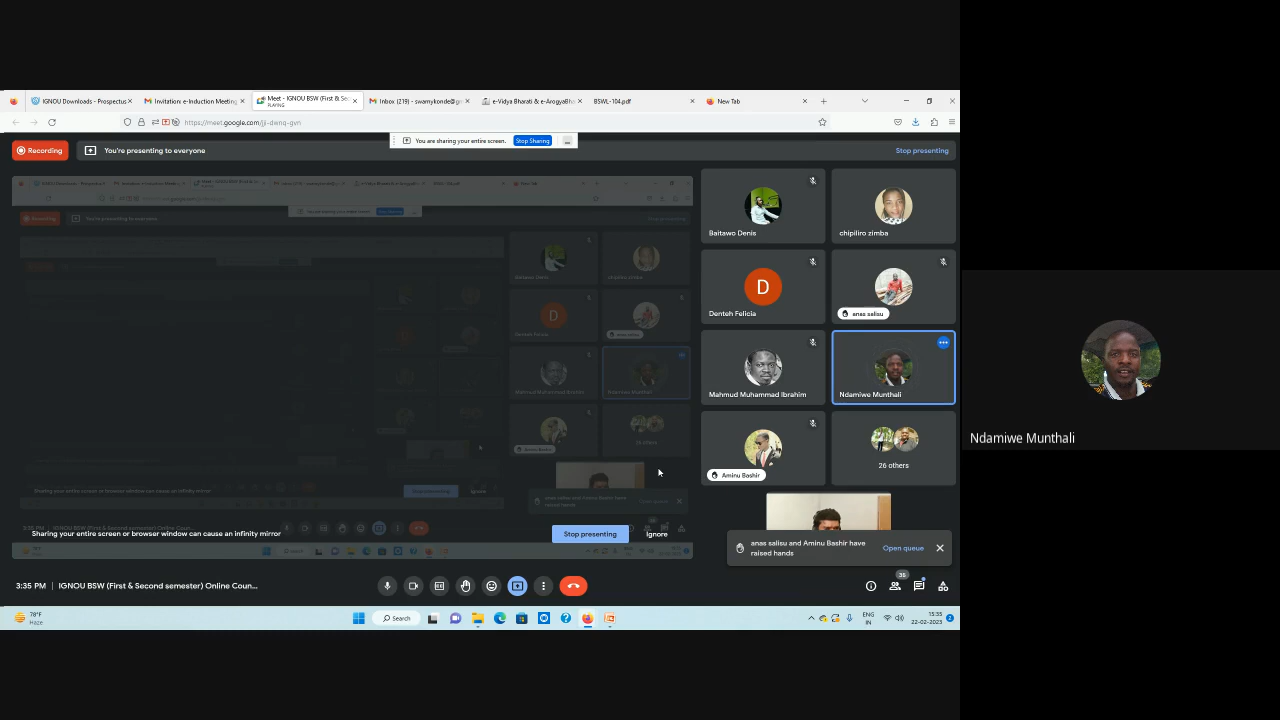 IGNOU Downloads - Prospectus
Invitation: e-Induction Meeting
Meet - IGNOU BSW (First & Se
PLAYING
Inbox (219) - swamykonde@g
e-Vidya Bharati & e-ArogyaBh
BSWL-104.pdf
New Tab
https://meet.google.com/jji-dwnq-gvn
You are sharing your entire screen.
Stop Sharing
Recording
You're presenting to everyone
Stop presenting
Baitawo Denis
chipiliro zimba
D
Denteh Felicia
anas salisu
Mahmud Muhammad Ibrahim
Ndamiwe Munthali
Aminu Bashir
26 others
Ndamiwe Munthali
Sharing your entire screen or browser window can cause an infinity mirror
Stop presenting
Ignore
anas salisu and Aminu Bashir have
raised hands
Open queue
3:35 PM | IGNOU BSW (First & Second semester) Online Coun...
35
78°F
Haze
Search
ENG
IN
15:35
22-02-2023
2